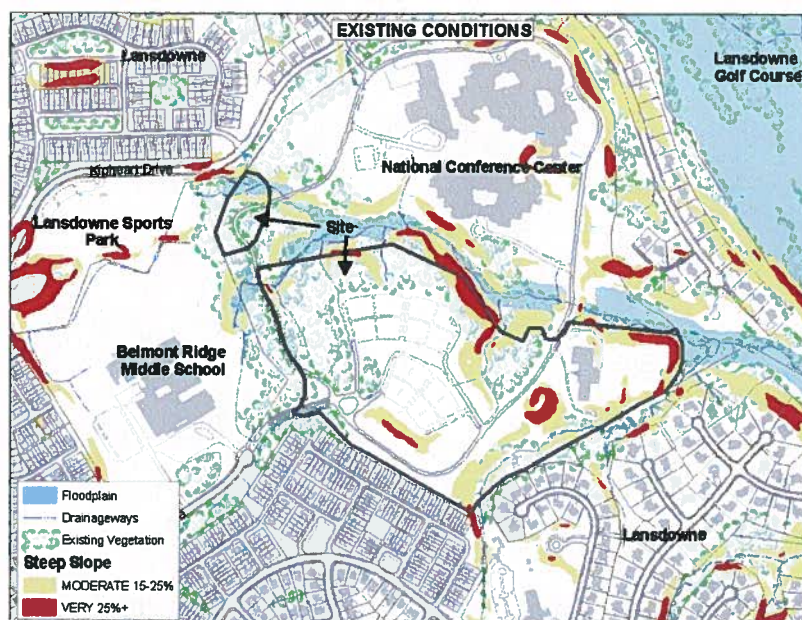 EXISTING CONDITIONS
Lansdowne
Lansdowne
Golf Course
National Conference Center
Kipheart Drive
Lansdowne Sports
Park
Site
Belmont Ridge
Middle School
Lansdowne
Floodplain
Drainageways
Existing Vegetation
Steep Slope
MODERATE 15-25%
VERY 25%+